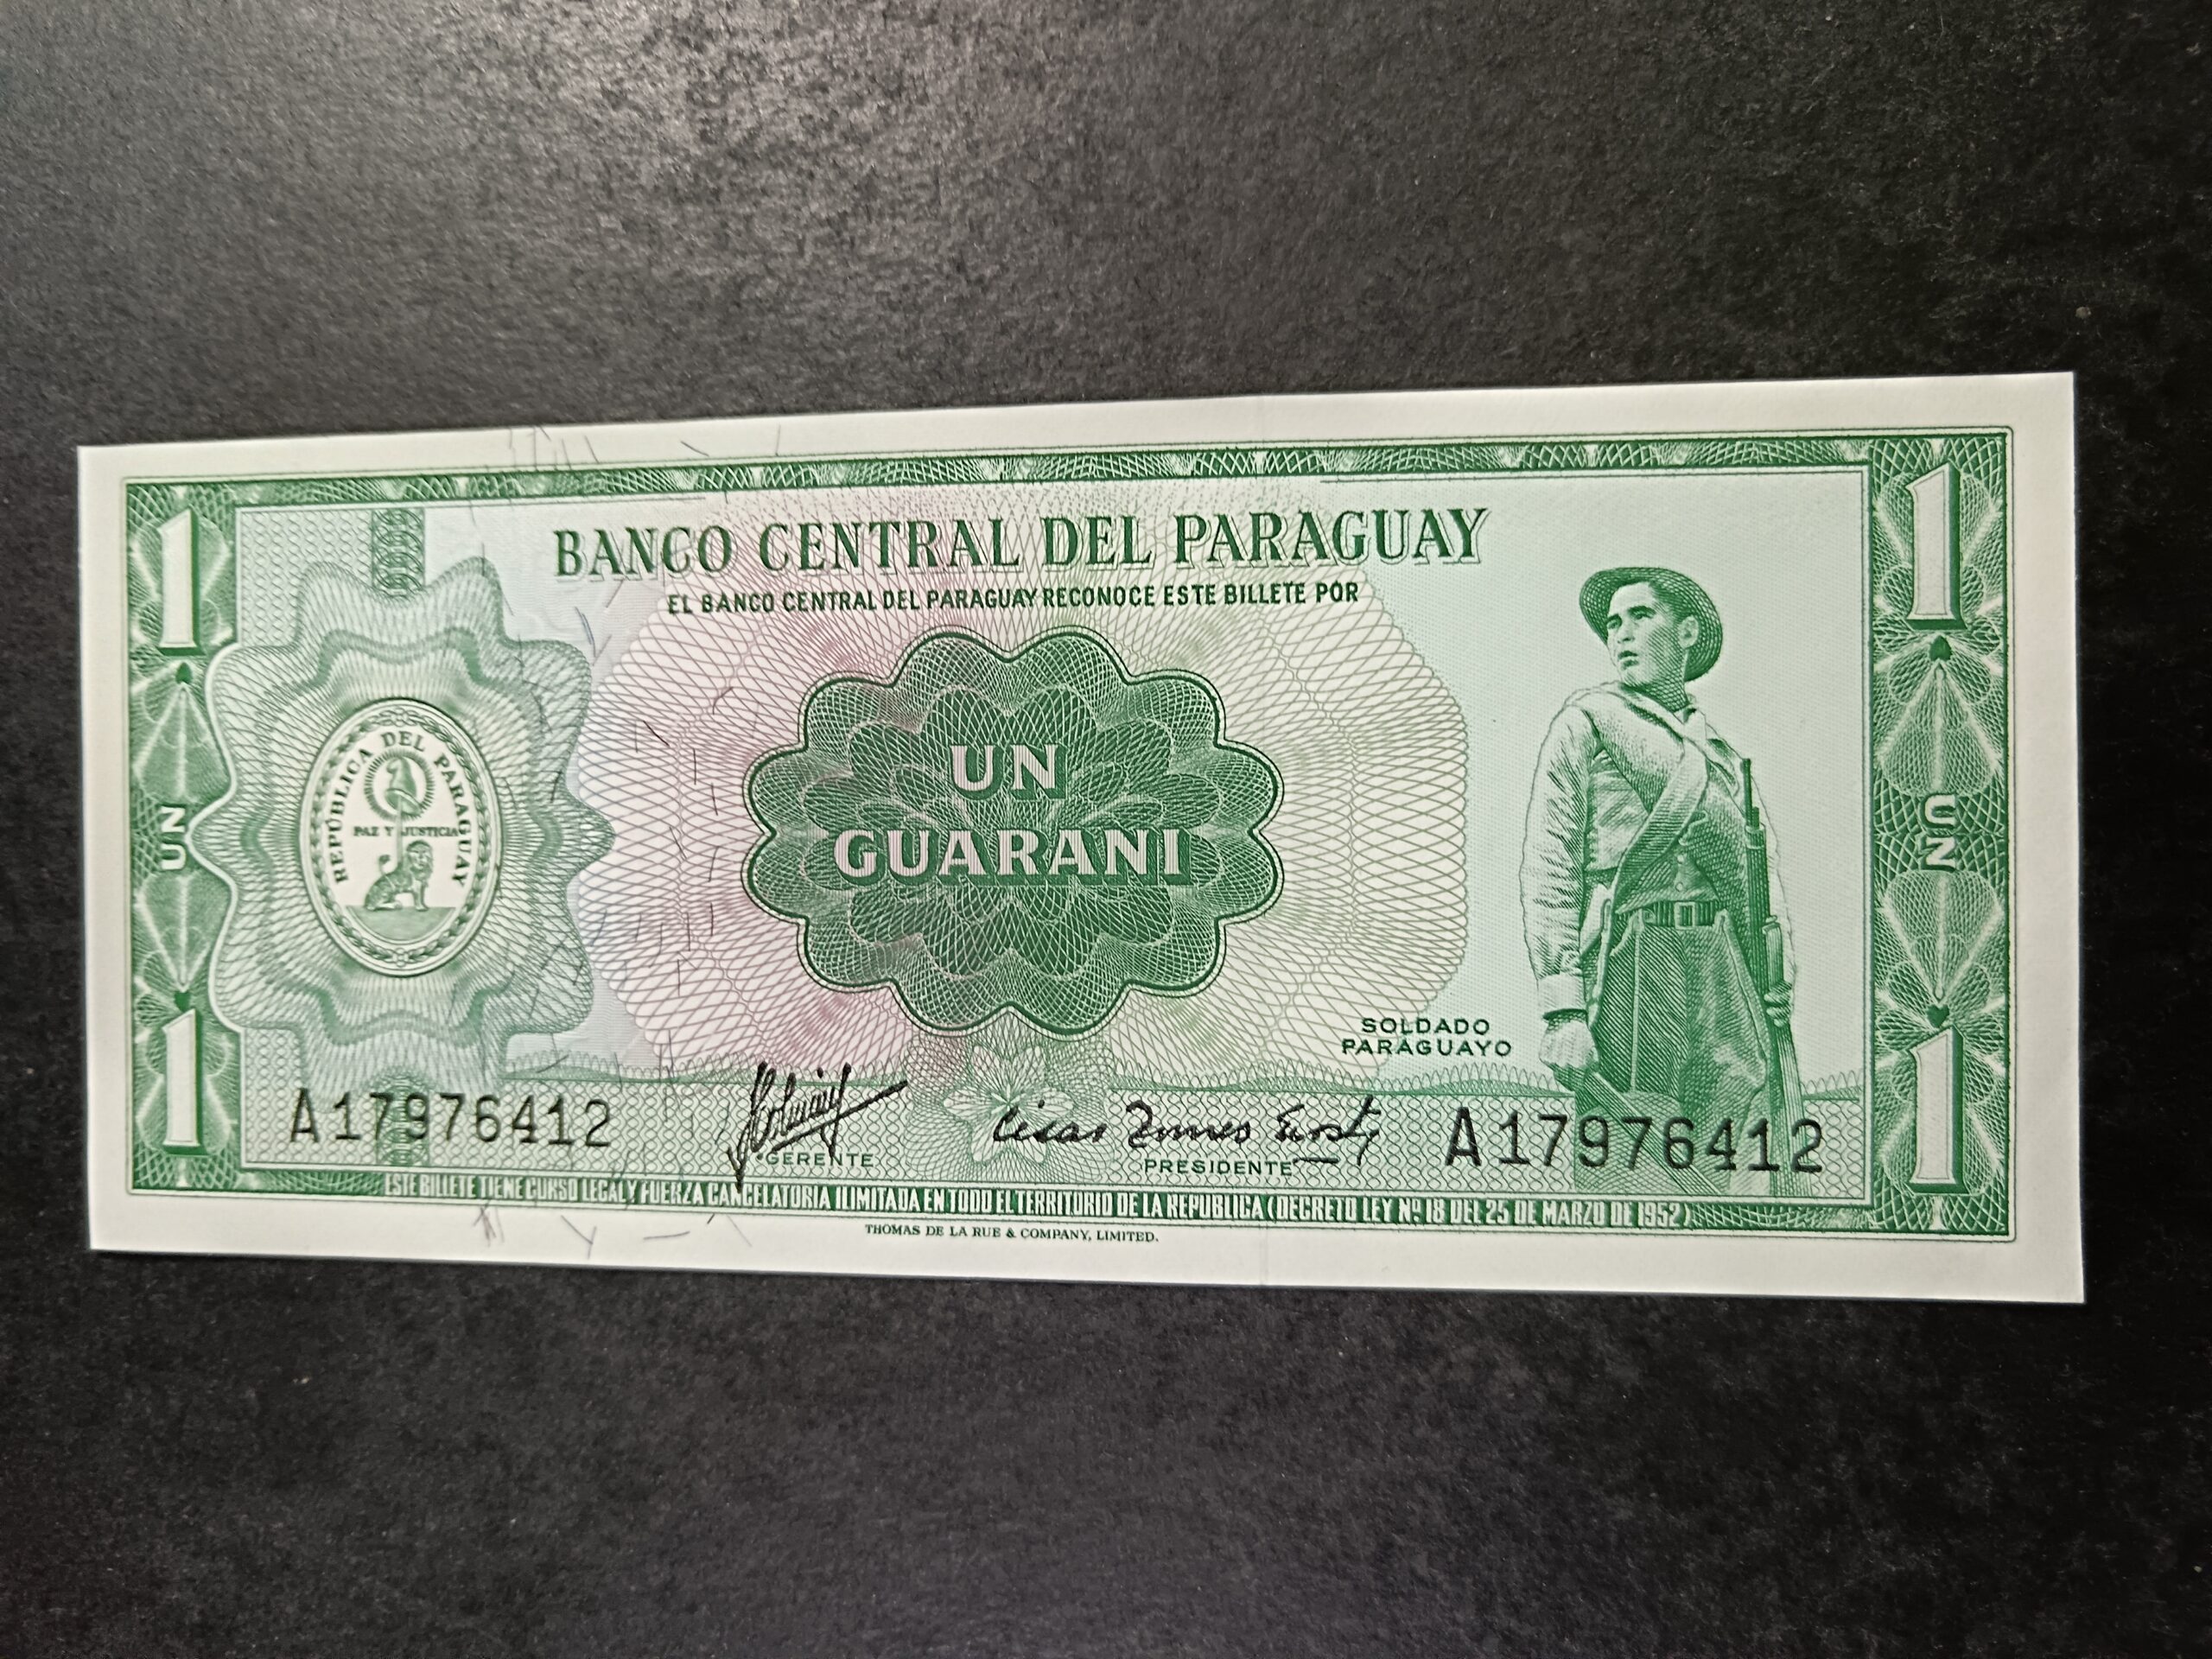 1
1
BANCO CENTRAL DEL PARAGUAY
EL BANCO CENTRAL DEL PARAGUAY RECONOCE ESTE BILLETE POR
REPÚBLICA DEL PARAGUAY
PAZ Y JUSTICIA
UN
GUARANI
UN
UN
SOLDADO
PARAGUAYO
1
1
A17976412
A17976412
GERENTE
PRESIDENTE
ESTE BILLETE TIENE CURSO LEGAL Y FUERZA CANCELATORIA ILIMITADA EN TODO EL TERRITORIO DE LA REPUBLICA (DECRETO LEY Nº 18 DEL 25 DE MARZO DE 1952)
THOMAS DE LA RUE & COMPANY, LIMITED.